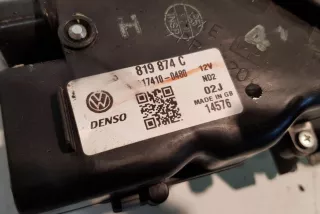 819 874 C
17410-0480 12V
N02
02J
DENSO
MADE IN GB
14576
H